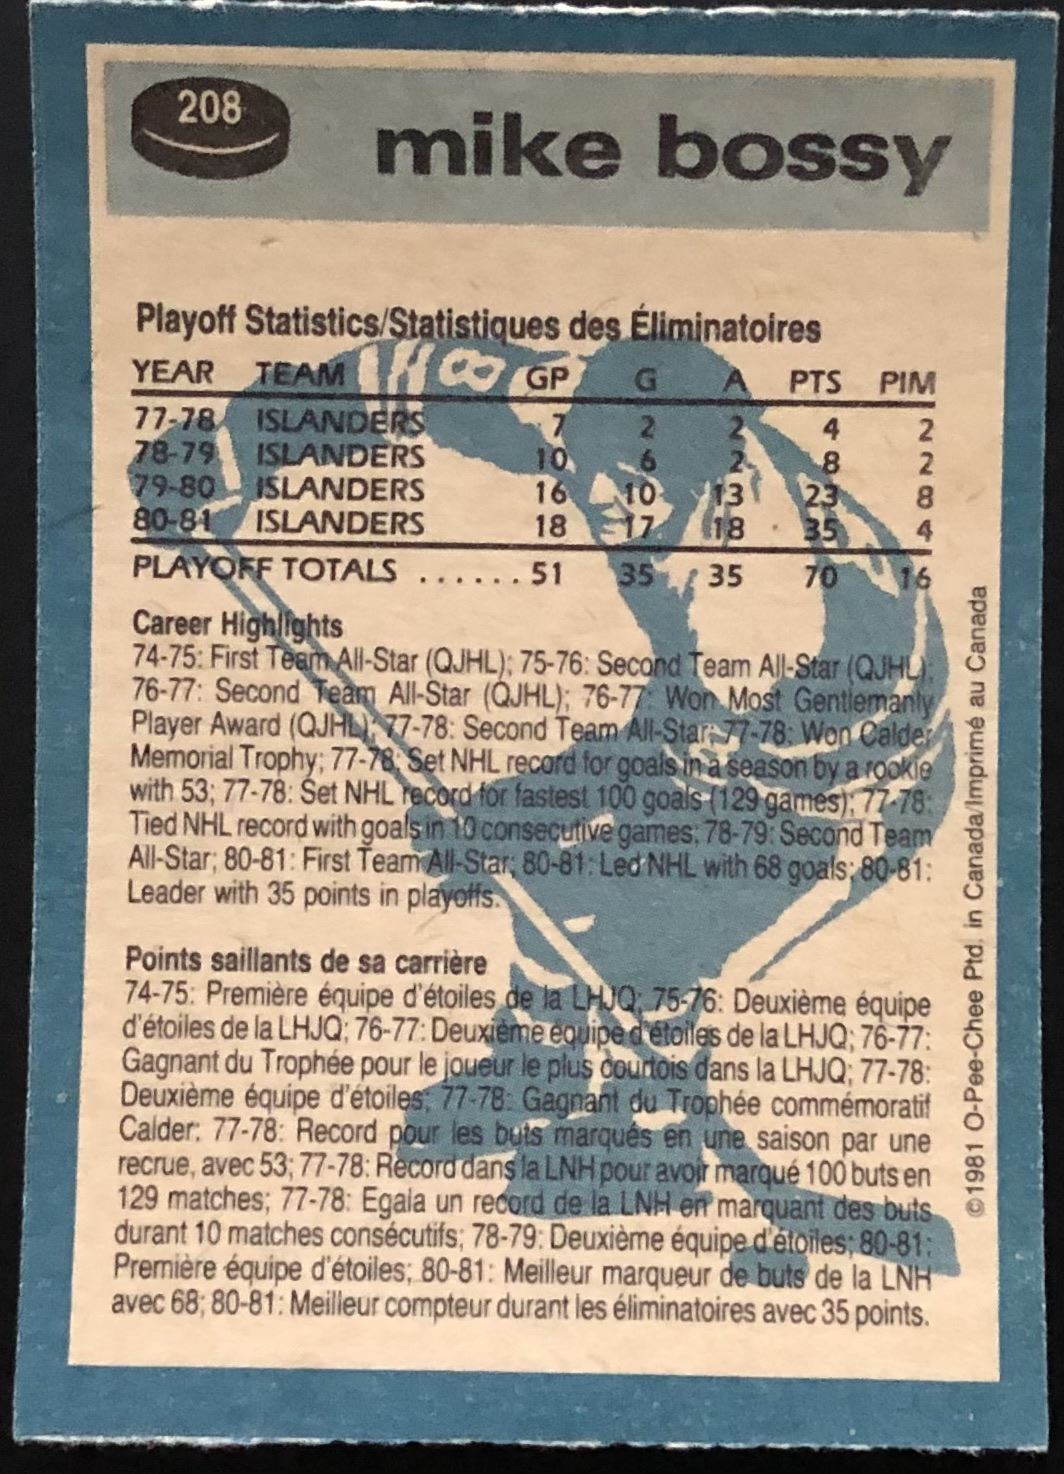 208
mike bossy
Playoff Statistics/Statistiques des Éliminatoires
YEAR TEAM GP G A PTS PIM
77-78 ISLANDERS 7 2 2 4 2
78-79 ISLANDERS 10 6 2 8 2
79-80 ISLANDERS 16 10 13 23 8
80-81 ISLANDERS 18 17 18 35 4
PLAYOFF TOTALS ...... 51 35 35 70 16
Career Highlights
74-75: First Team All-Star (QJHL); 75-76: Second Team All-Star (QJHL);
76-77: Second Team All-Star (QJHL); 76-77: Won Most Gentlemanly
Player Award (QJHL); 77-78: Second Team All-Star; 77-78: Won Calder
Memorial Trophy; 77-78: Set NHL record for goals in a season by a rookie
with 53; 77-78: Set NHL record for fastest 100 goals (129 games); 77-78:
Tied NHL record with goals in 10 consecutive games; 78-79: Second Team
All-Star; 80-81: First Team All-Star; 80-81: Led NHL with 68 goals; 80-81:
Leader with 35 points in playoffs.
Points saillants de sa carrière
74-75: Première équipe d'étoiles de la LHJQ; 75-76: Deuxième équipe
d'étoiles de la LHJQ; 76-77: Deuxième équipe d'étoiles de la LHJQ; 76-77:
Gagnant du Trophée pour le joueur le plus courtois dans la LHJQ; 77-78:
Deuxième équipe d'étoiles; 77-78: Gagnant du Trophée commémoratif
Calder; 77-78: Record pour les buts marqués en une saison par une
recrue, avec 53; 77-78: Record dans la LNH pour avoir marqué 100 buts en
129 matches; 77-78: Egala un record de la LNH en marquant des buts
durant 10 matches consécutifs; 78-79: Deuxième équipe d'étoiles; 80-81:
Première équipe d'étoiles; 80-81: Meilleur marqueur de buts de la LNH
avec 68; 80-81: Meilleur compteur durant les éliminatoires avec 35 points.
©1981 O-Pee-Chee Ptd. in Canada/Imprimé au Canada